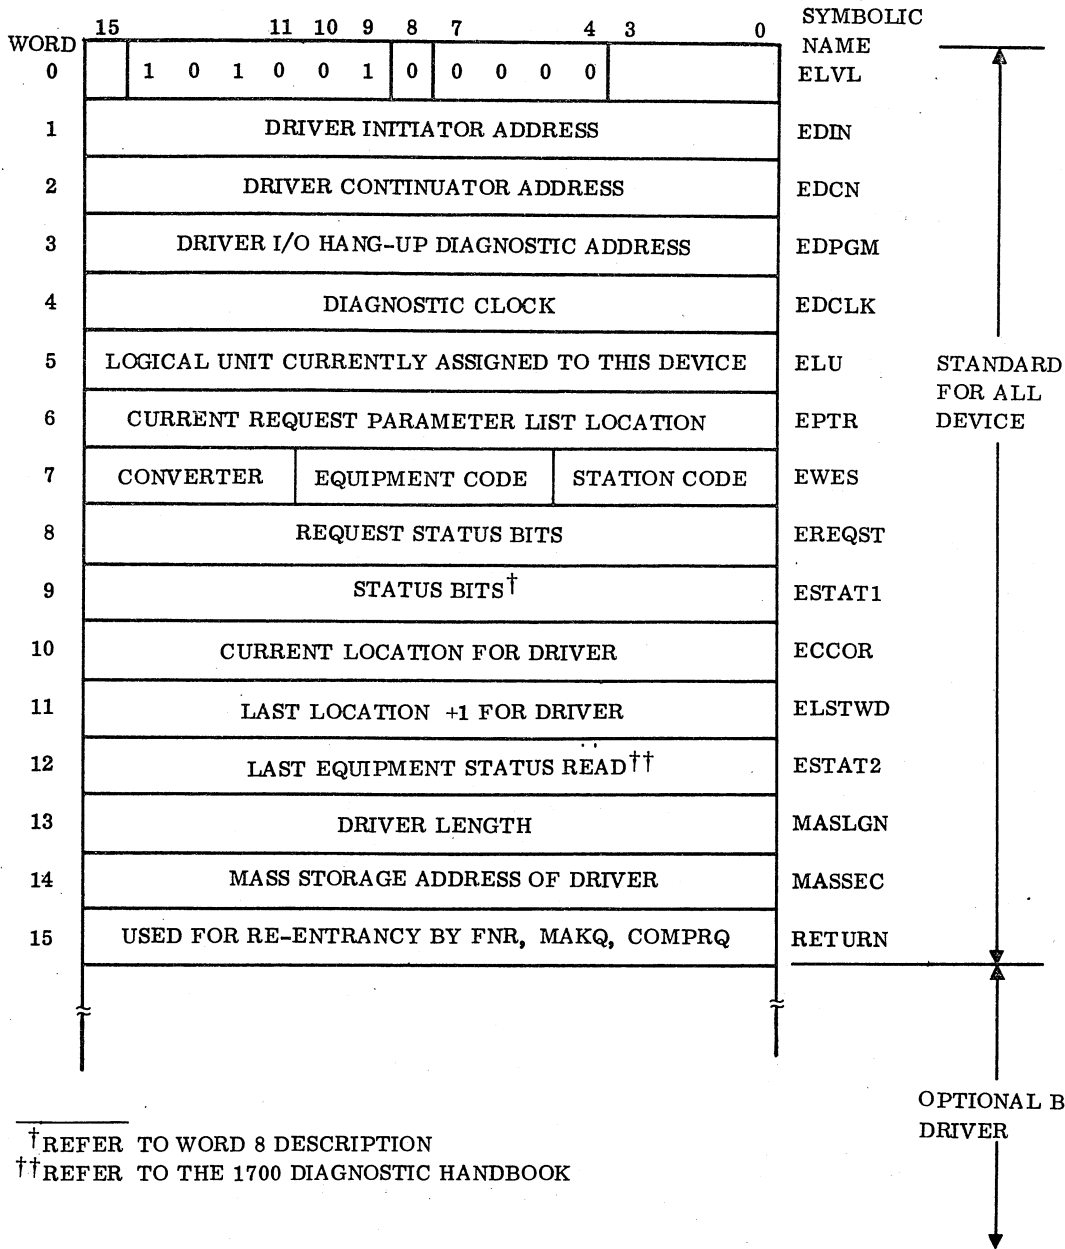 SYMBOLIC
15 11 10 9 8 7 4 3 0
WORD NAME
0 1 0 1 0 0 1 0 0 0 0 0 ELVL
1 DRIVER INITIATOR ADDRESS EDIN
2 DRIVER CONTINUATOR ADDRESS EDCN
3 DRIVER I/O HANG-UP DIAGNOSTIC ADDRESS EDPGM
4 DIAGNOSTIC CLOCK EDCLK
5 LOGICAL UNIT CURRENTLY ASSIGNED TO THIS DEVICE ELU STANDARD
FOR ALL
6 CURRENT REQUEST PARAMETER LIST LOCATION EPTR DEVICE
7 CONVERTER EQUIPMENT CODE STATION CODE EWES
8 REQUEST STATUS BITS EREQST
9 STATUS BITS† ESTAT1
10 CURRENT LOCATION FOR DRIVER ECCOR
11 LAST LOCATION +1 FOR DRIVER ELSTWD
12 LAST EQUIPMENT STATUS READ†† ESTAT2
13 DRIVER LENGTH MASLGN
14 MASS STORAGE ADDRESS OF DRIVER MASSEC
15 USED FOR RE-ENTRANCY BY FNR, MAKQ, COMPRQ RETURN
OPTIONAL B
DRIVER
†REFER TO WORD 8 DESCRIPTION
††REFER TO THE 1700 DIAGNOSTIC HANDBOOK